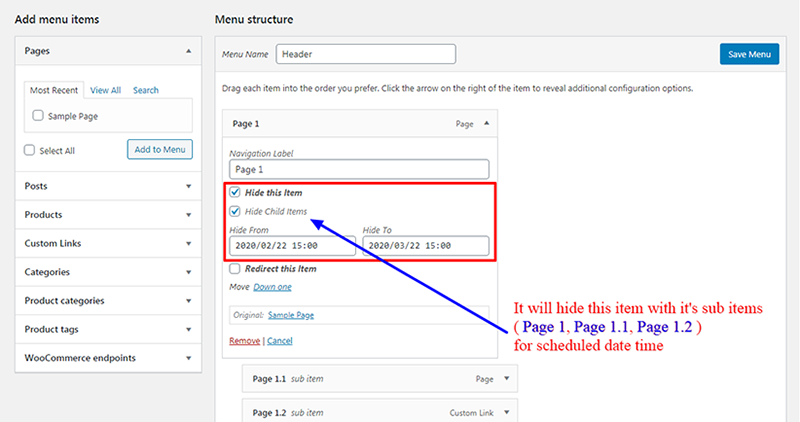 Add menu items
Pages
Most Recent View All Search
Sample Page
Select All
Add to Menu
Posts
Products
Custom Links
Categories
Product categories
Product tags
WooCommerce endpoints
Menu structure
Menu Name Header
Save Menu
Drag each item into the order you prefer. Click the arrow on the right of the item to reveal additional configuration options.
Page 1 Page
Navigation Label
Page 1
Hide this Item
Hide Child Items
Hide From Hide To
2020/02/22 15:00 2020/03/22 15:00
Redirect this Item
Move Down one
Original: Sample Page
Remove | Cancel
It will hide this item with it's sub items
( Page 1, Page 1.1, Page 1.2 )
for scheduled date time
Page 1.1 sub item Page
Page 1.2 sub item Custom Link